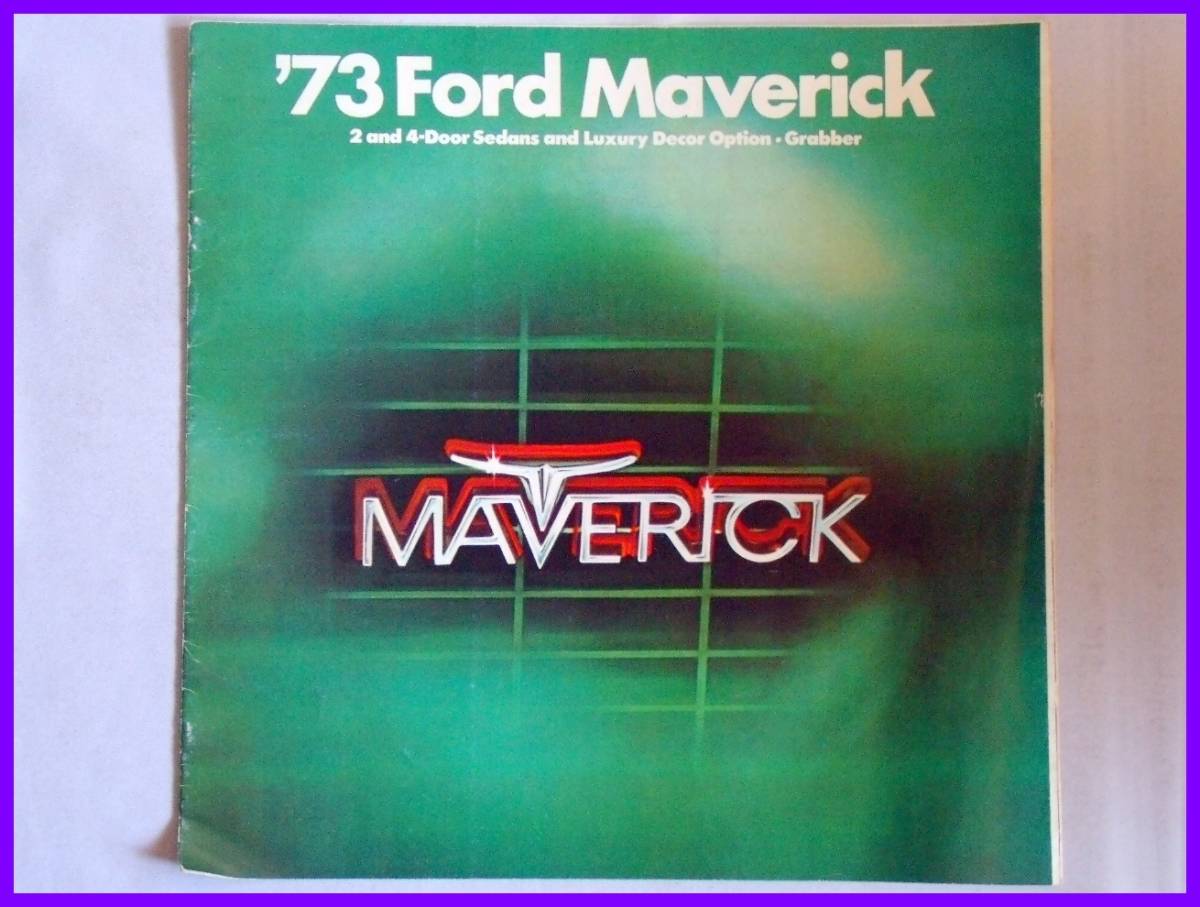 '73 Ford Maverick
2 and 4-Door Sedans and Luxury Decor Option • Grabber
MAVERICK